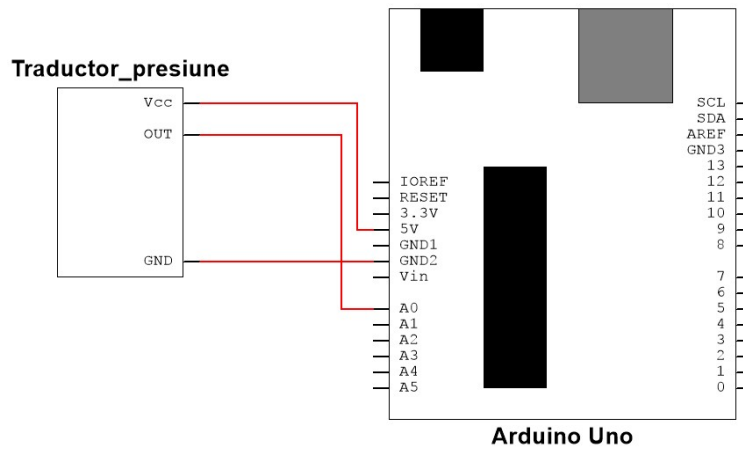 Traductor_presiune
Vcc
OUT
GND
IOREF
RESET
3.3V
5V
GND1
GND2
Vin
A0
A1
A2
A3
A4
A5
SCL
SDA
AREF
GND3
13
12
11
10
9
8
7
6
5
4
3
2
1
0
Arduino Uno